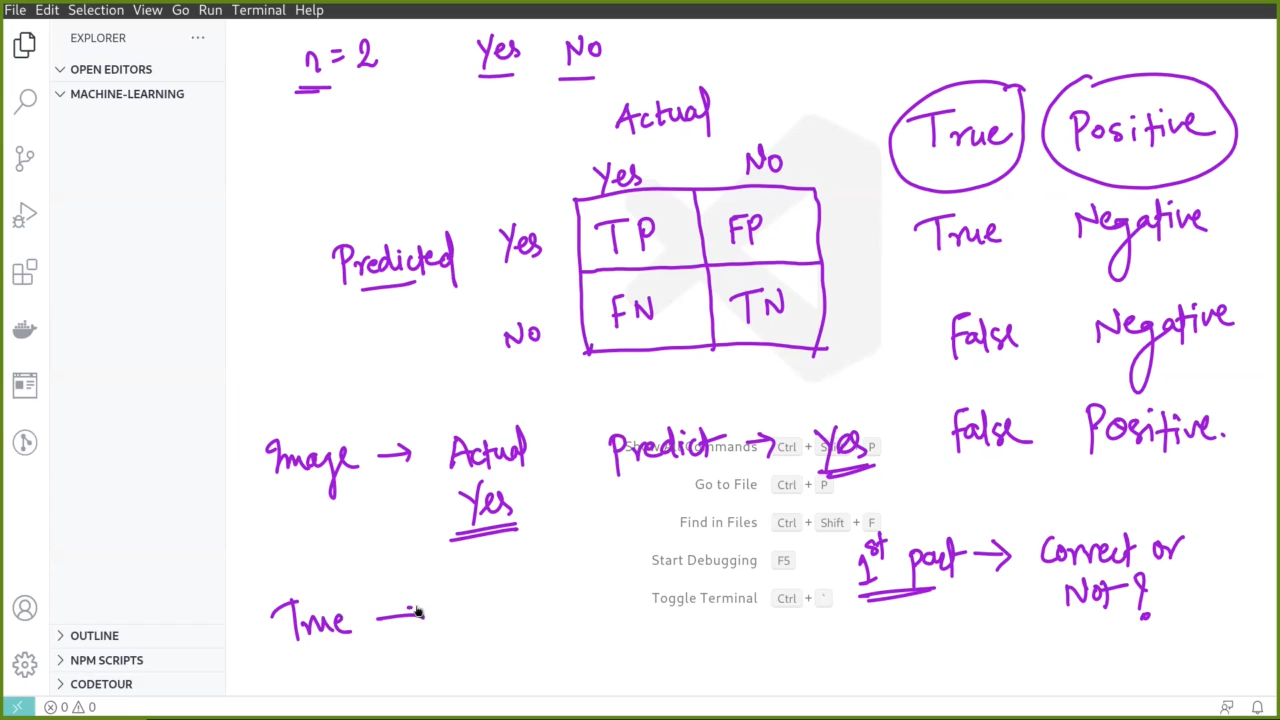 File Edit Selection View Go Run Terminal Help
EXPLORER
OPEN EDITORS
MACHINE-LEARNING
OUTLINE
NPM SCRIPTS
CODETOUR
0 0
n = 2 Yes No
Actual
Yes No
Predicted Yes TP FP
No FN TN
True Positive
True Negative
False Negative
False Positive.
Image → Actual Predict → Yes
Yes
Commands Ctrl + P
Go to File Ctrl + P
Find in Files Ctrl + Shift + F
Start Debugging F5
Toggle Terminal Ctrl + `
1st part → Correct or
Not?
True —